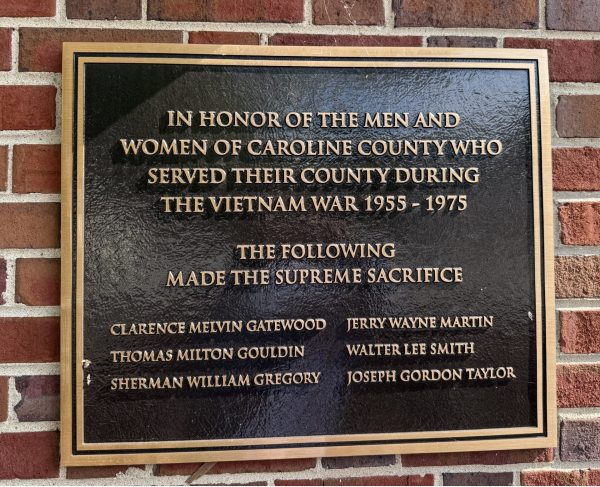 IN HONOR OF THE MEN AND
WOMEN OF CAROLINE COUNTY WHO
SERVED THEIR COUNTY DURING
THE VIETNAM WAR 1955 - 1975
THE FOLLOWING
MADE THE SUPREME SACRIFICE
CLARENCE MELVIN GATEWOOD
THOMAS MILTON GOULDIN
SHERMAN WILLIAM GREGORY
JERRY WAYNE MARTIN
WALTER LEE SMITH
JOSEPH GORDON TAYLOR